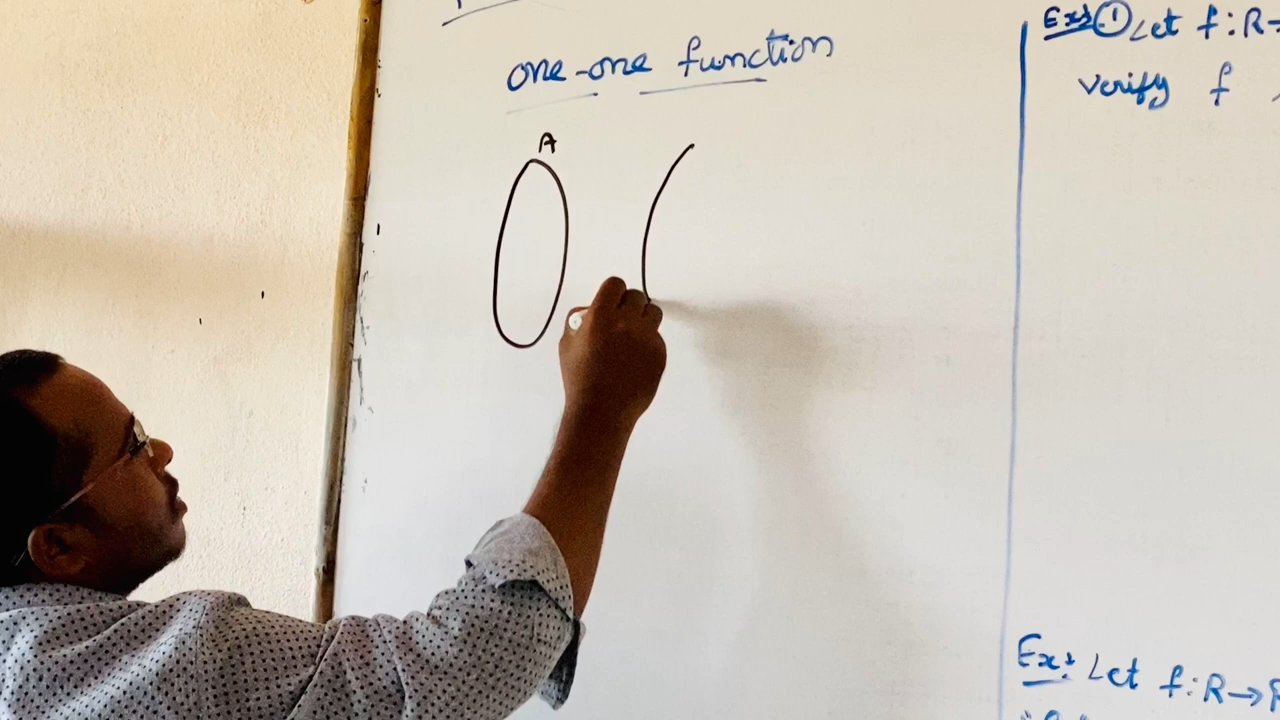 one-one function
A
Ex:① Let f:R→
verify f
Ex: Let f:R→R